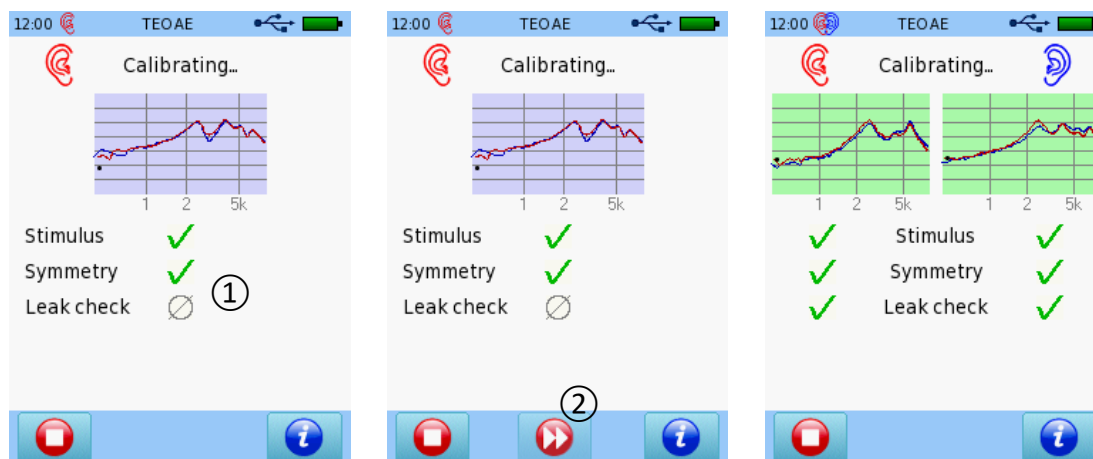 12:00 TEOAE
Calibrating…
1 2 5k
Stimulus
Symmetry
Leak check
①
12:00 TEOAE
Calibrating…
1 2 5k
Stimulus
Symmetry
Leak check
②
i
i
12:00 TEOAE
Calibrating…
1 2 5k 1 2 5k
Stimulus
Symmetry
Leak check
i